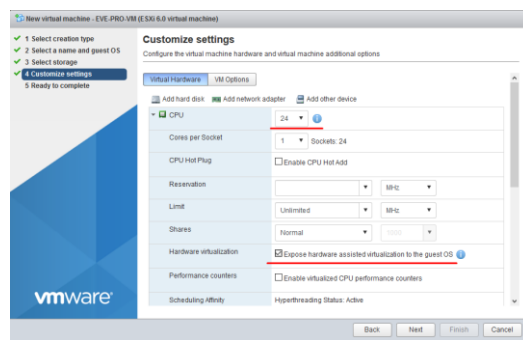 New virtual machine - EVE-PRO-VM (ESXi 6.0 virtual machine)
1 Select creation type
2 Select a name and guest OS
3 Select storage
4 Customize settings
5 Ready to complete
Customize settings
Configure the virtual machine hardware and virtual machine additional options
Virtual Hardware VM Options
Add hard disk Add network adapter Add other device
CPU 24
Cores per Socket 1 Sockets: 24
CPU Hot Plug Enable CPU Hot Add
Reservation MHz
Limit Unlimited MHz
Shares Normal
Hardware virtualization Expose hardware assisted virtualization to the guest OS
Performance counters Enable virtualized CPU performance counters
Scheduling Affinity Hyperthreading Status: Active
vmware
Back Next Finish Cancel